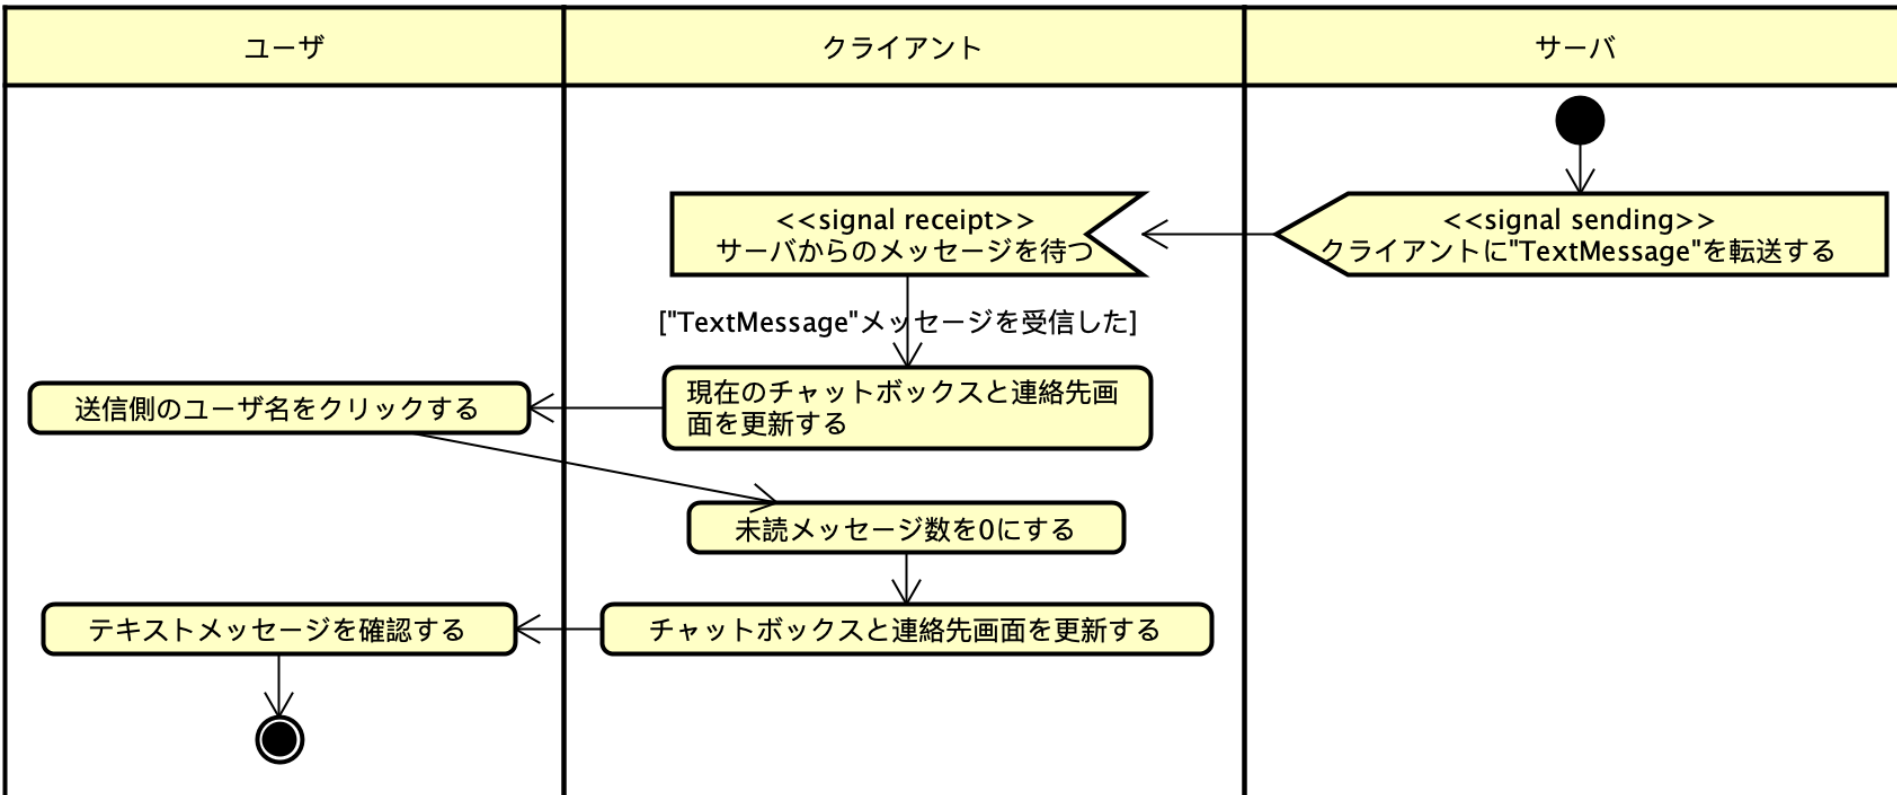 ユーザ
クライアント
サーバ
<<signal receipt>>
サーバからのメッセージを待つ
<<signal sending>>
クライアントに"TextMessage"を転送する
["TextMessage"メッセージを受信した]
送信側のユーザ名をクリックする
現在のチャットボックスと連絡先画
面を更新する
未読メッセージ数を0にする
テキストメッセージを確認する
チャットボックスと連絡先画面を更新する